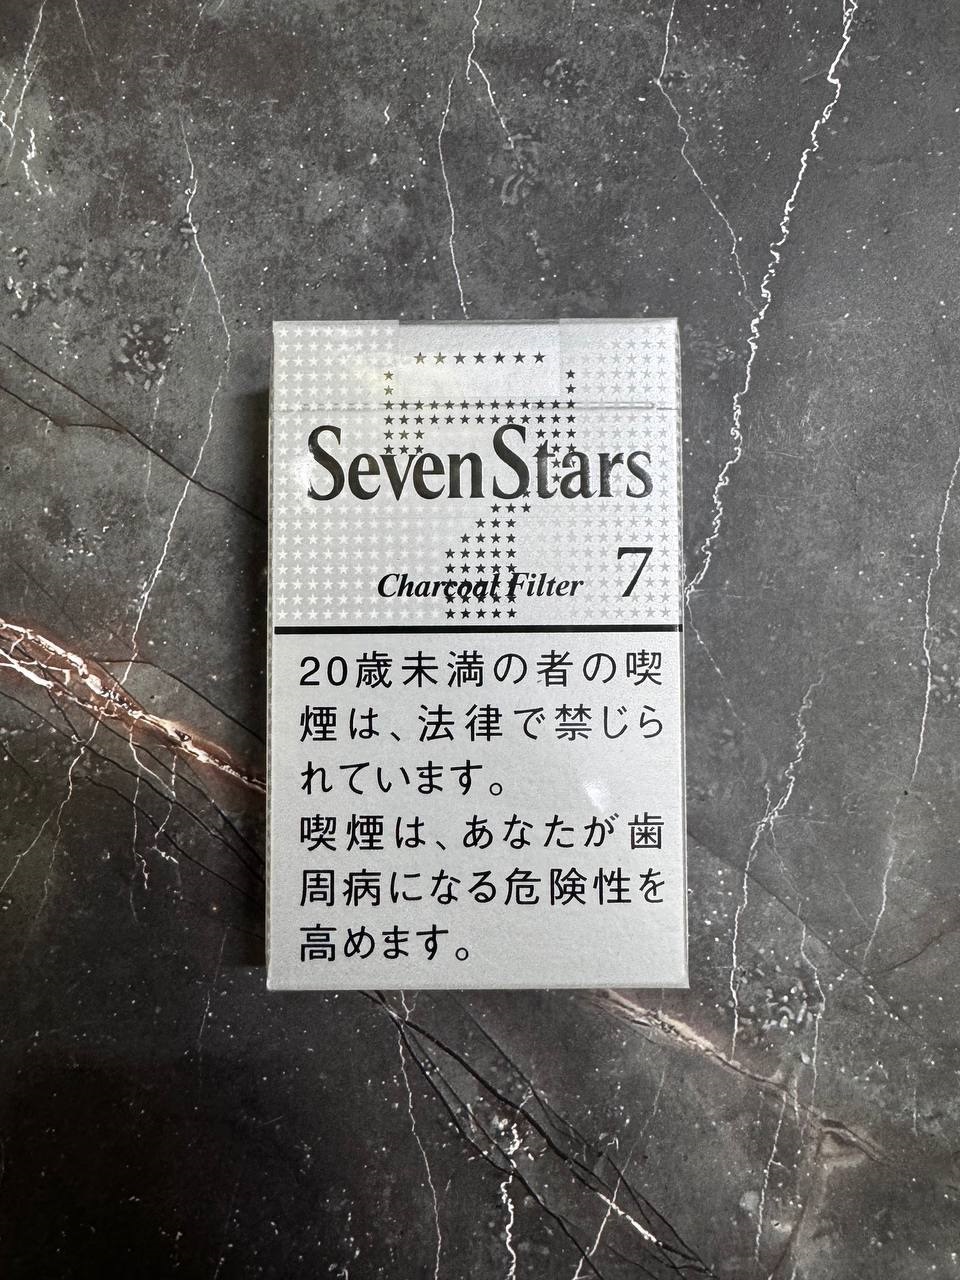 Seven Stars
Charcoal Filter 7
20歳未満の者の喫
煙は、法律で禁じら
れています。
喫煙は、あなたが歯
周病になる危険性を
高めます。